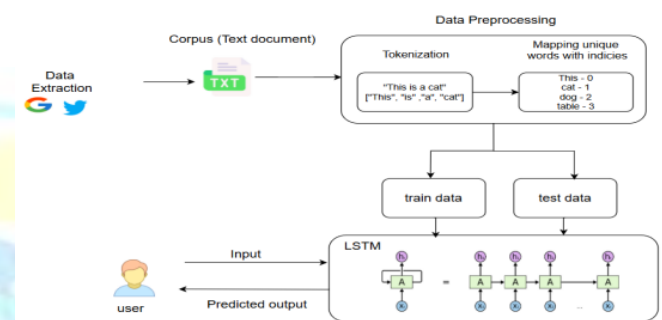 Data Preprocessing
Corpus (Text document)
Data
Extraction
TXT
Tokenization
"This is a cat"
["This", "is" ,"a", "cat"]
Mapping unique
words with indicies
This - 0
cat - 1
dog - 2
table - 3
train data
test data
LSTM
Input
Predicted output
user
A
=
A
A
A
A